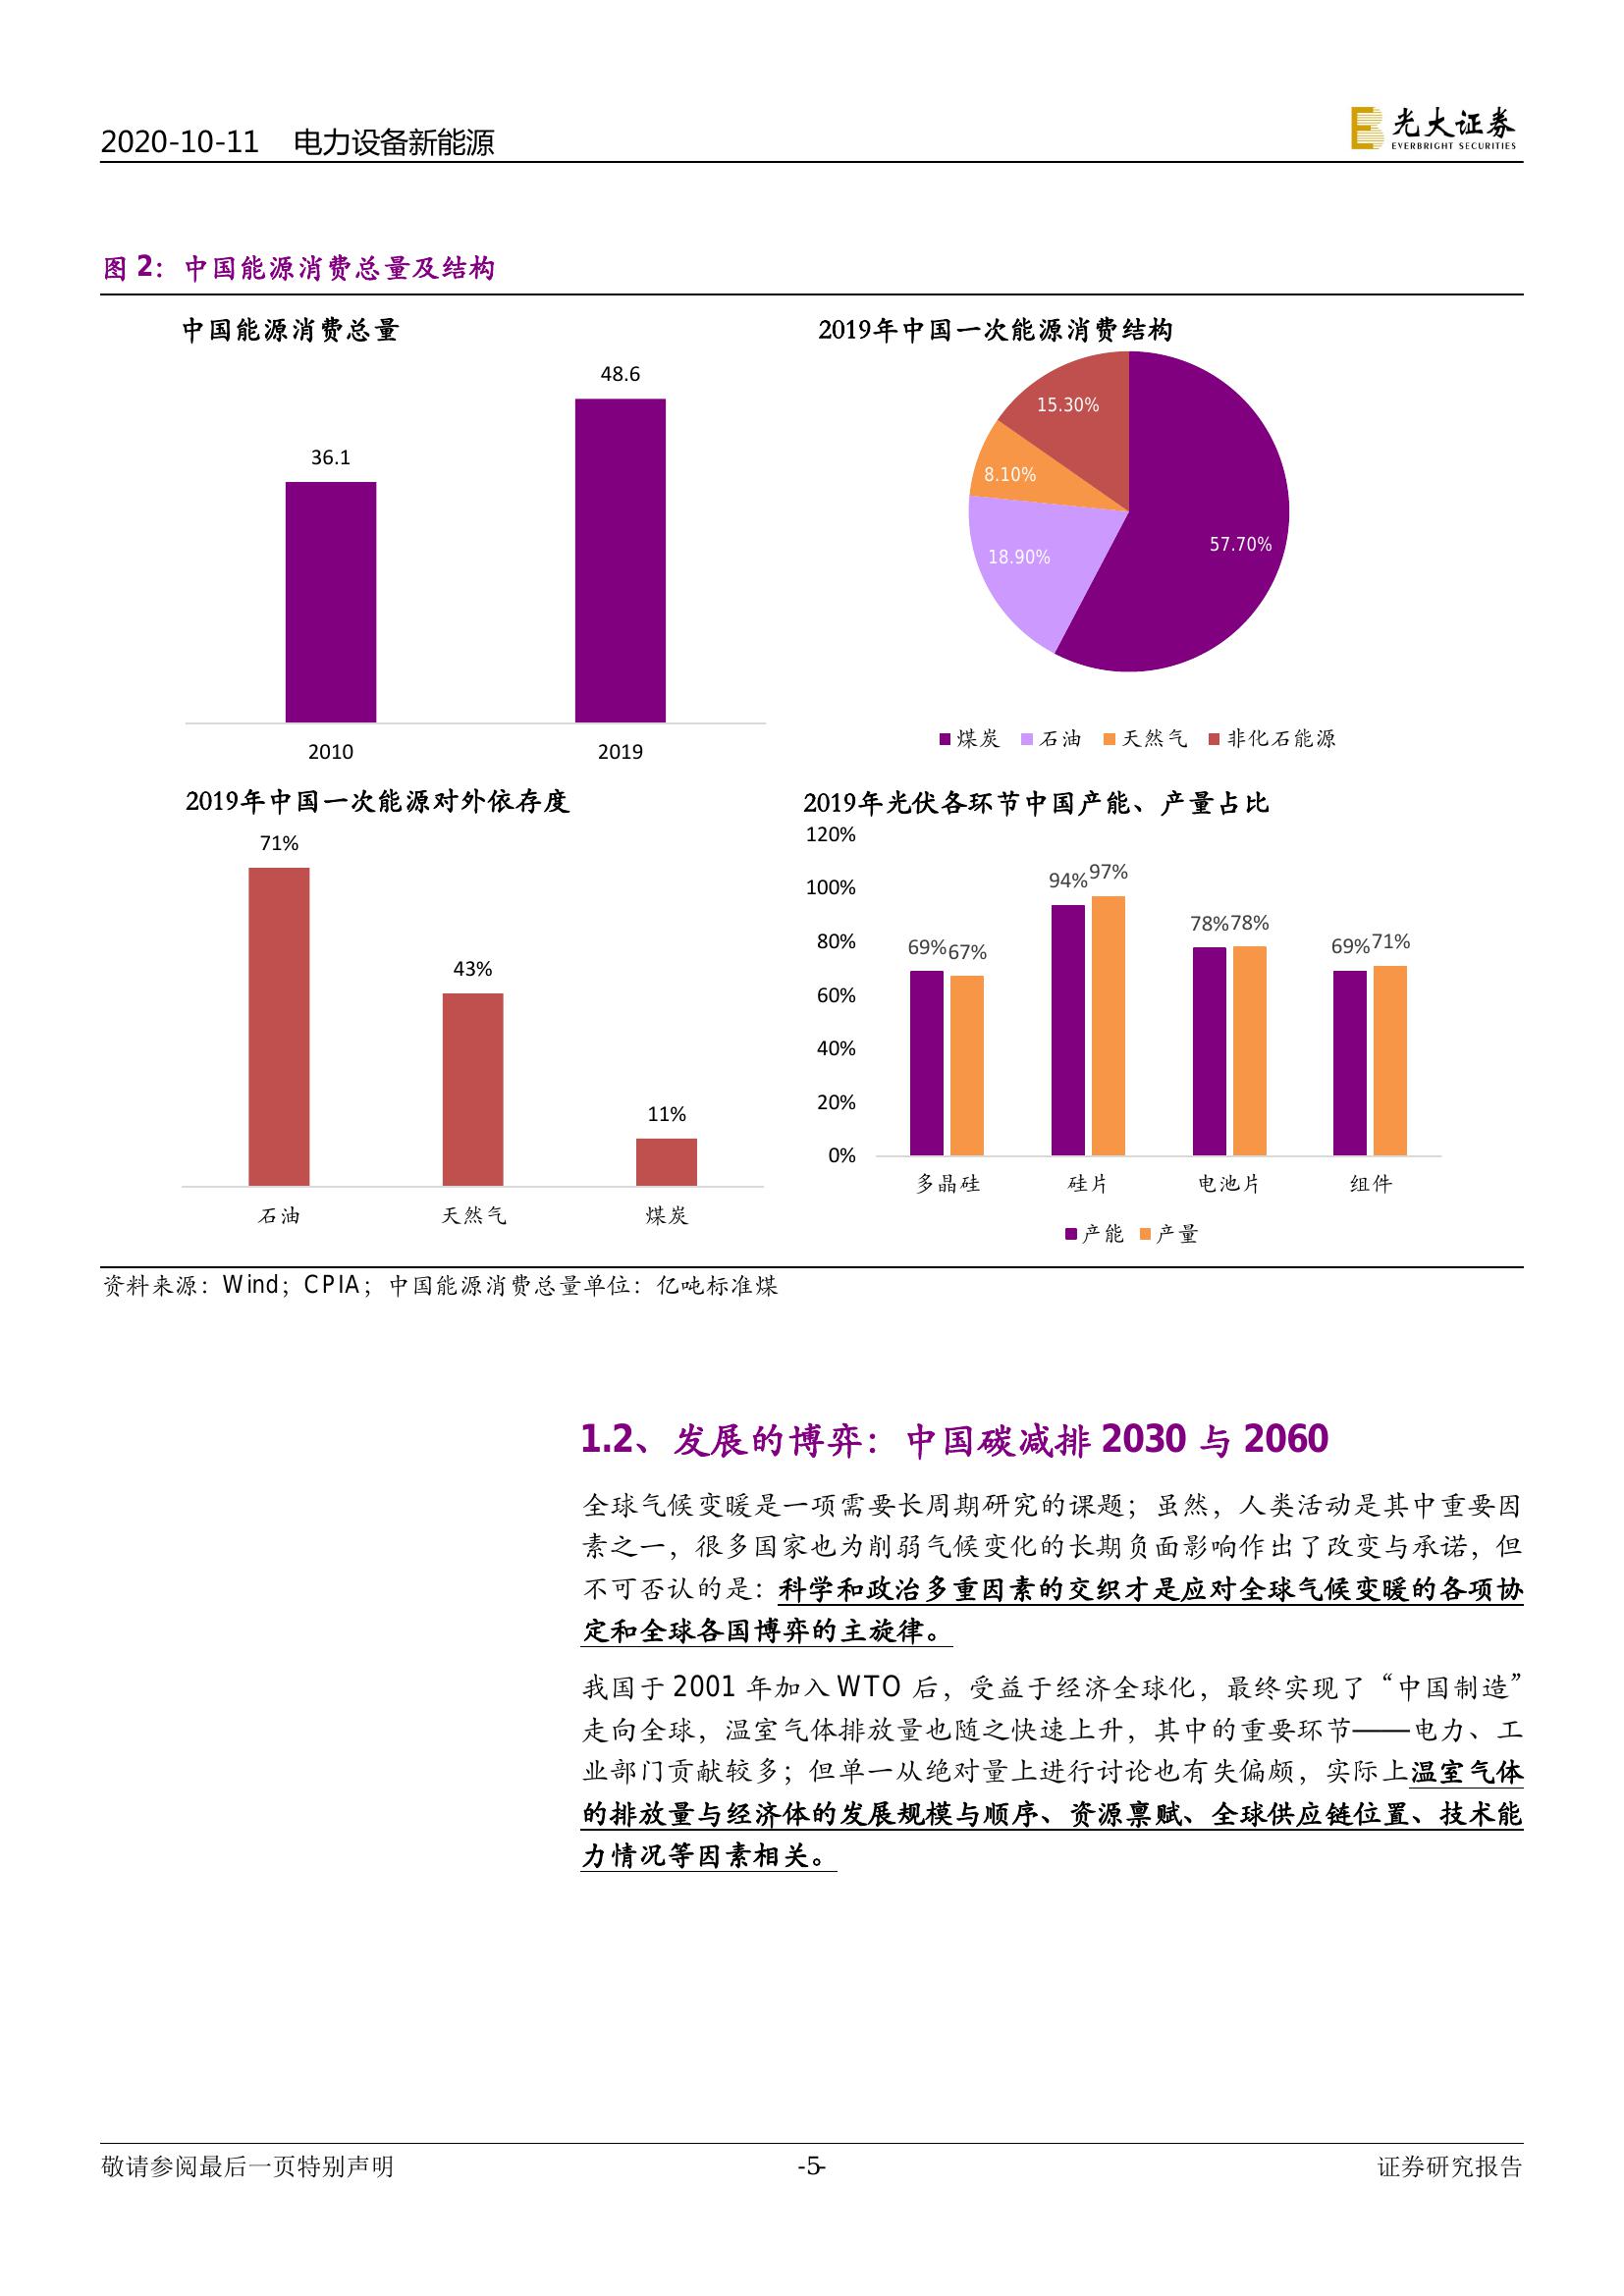 2020-10-11 电力设备新能源
光大证券
EVERBRIGHT SECURITIES
图 2：中国能源消费总量及结构
中国能源消费总量
48.6
36.1
2010 2019
2019年中国一次能源消费结构
15.30%
8.10%
18.90%
57.70%
煤炭 石油 天然气 非化石能源
2019年中国一次能源对外依存度
71%
43%
11%
石油 天然气 煤炭
2019年光伏各环节中国产能、产量占比
120%
100%
80%
60%
40%
20%
0%
69% 67% 94% 97% 78% 78% 69% 71%
多晶硅 硅片 电池片 组件
产能 产量
资料来源：Wind；CPIA；中国能源消费总量单位：亿吨标准煤
1.2、发展的博弈：中国碳减排 2030 与 2060
全球气候变暖是一项需要长周期研究的课题；虽然，人类活动是其中重要因
素之一，很多国家也为削弱气候变化的长期负面影响作出了改变与承诺，但
不可否认的是：科学和政治多重因素的交织才是应对全球气候变暖的各项协
定和全球各国博弈的主旋律。
我国于 2001 年加入 WTO 后，受益于经济全球化，最终实现了“中国制造”
走向全球，温室气体排放量也随之快速上升，其中的重要环节——电力、工
业部门贡献较多；但单一从绝对量上进行讨论也有失偏颇，实际上温室气体
的排放量与经济体的发展规模与顺序、资源禀赋、全球供应链位置、技术能
力情况等因素相关。
敬请参阅最后一页特别声明 -5- 证券研究报告